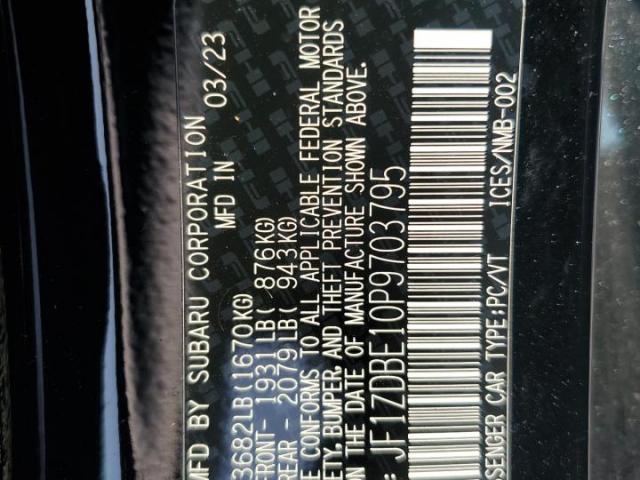 MFD BY SUBARU CORPORATION
MFD IN 03/23
3682LB(1670KG)
FRONT- 1931LB( 876KG)
REAR - 2079LB( 943KG)
CONFORMS TO ALL APPLICABLE FEDERAL MOTOR
BUMPER, AND THEFT PREVENTION STANDARDS
ON THE DATE OF MANUFACTURE SHOWN ABOVE.
JF1ZDBE10P9703795
CAR TYPE:PC/VT ICES/NMB-002